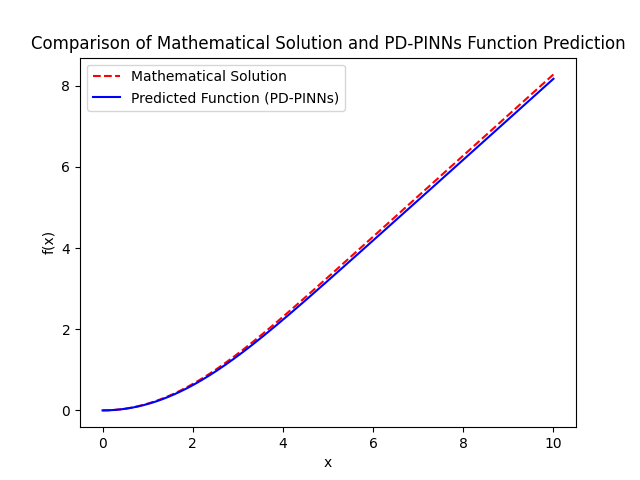 Comparison of Mathematical Solution and PD-PINNs Function Prediction
Mathematical Solution
Predicted Function (PD-PINNs)
8
6
4
2
0
f(x)
0 2 4 6 8 10
x